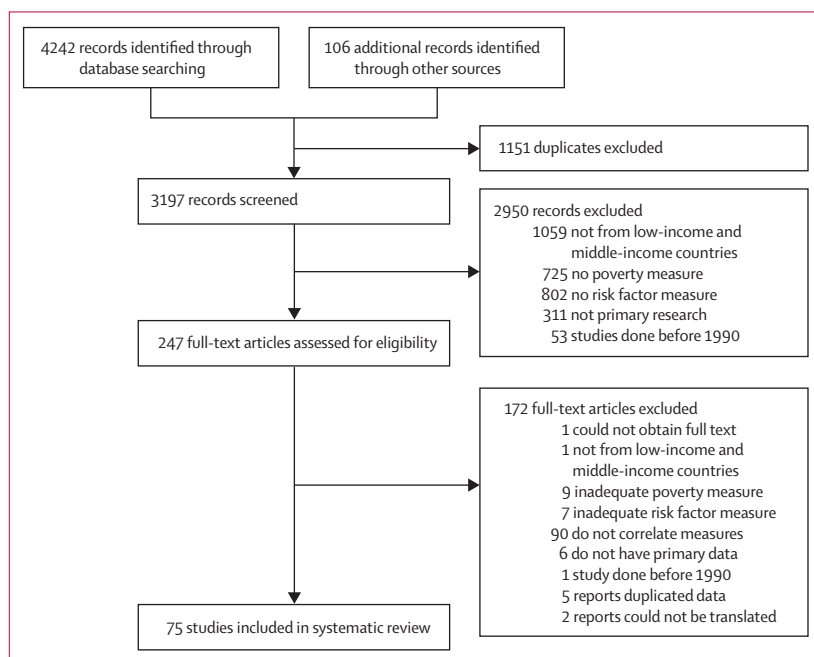 4242 records identified through
database searching
106 additional records identified
through other sources
1151 duplicates excluded
3197 records screened
2950 records excluded
1059 not from low-income and
middle-income countries
725 no poverty measure
802 no risk factor measure
311 not primary research
53 studies done before 1990
247 full-text articles assessed for eligibility
172 full-text articles excluded
1 could not obtain full text
1 not from low-income and
middle-income countries
9 inadequate poverty measure
7 inadequate risk factor measure
90 do not correlate measures
6 do not have primary data
1 study done before 1990
5 reports duplicated data
2 reports could not be translated
75 studies included in systematic review